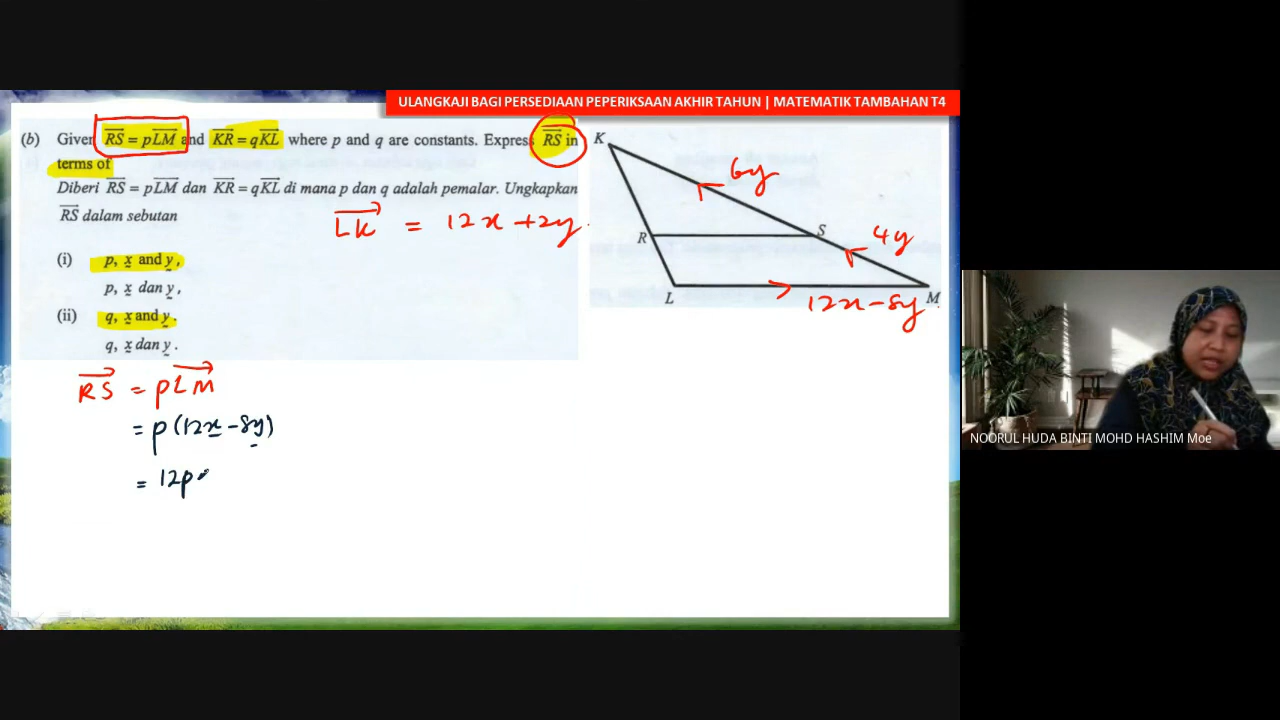 ULANGKAJI BAGI PERSEDIAAN PEPERIKSAAN AKHIR TAHUN | MATEMATIK TAMBAHAN T4
(b) Given RS = pLM and KR = qKL where p and q are constants. Express RS in
terms of
Diberi RS = pLM dan KR = qKL di mana p dan q adalah pemalar. Ungkapkan
RS dalam sebutan
LK = 12x + 2y
(i) p, x and y,
p, x dan y,
(ii) q, x and y.
q, x dan y.
K
6y
S
4y
R
L
12x - 8y
M
RS = pLM
= p(12x - 8y)
= 12p
NOORUL HUDA BINTI MOHD HASHIM Moe